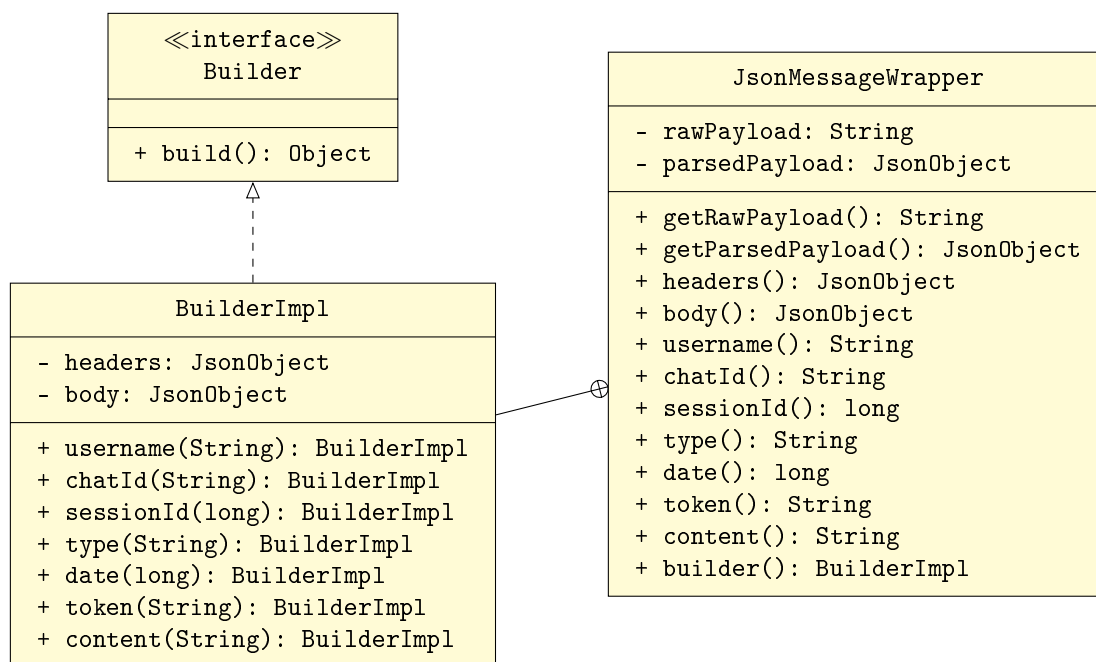 ≪interface≫
Builder
+ build(): Object
BuilderImpl
- headers: JsonObject
- body: JsonObject
+ username(String): BuilderImpl
+ chatId(String): BuilderImpl
+ sessionId(long): BuilderImpl
+ type(String): BuilderImpl
+ date(long): BuilderImpl
+ token(String): BuilderImpl
+ content(String): BuilderImpl
JsonMessageWrapper
- rawPayload: String
- parsedPayload: JsonObject
+ getRawPayload(): String
+ getParsedPayload(): JsonObject
+ headers(): JsonObject
+ body(): JsonObject
+ username(): String
+ chatId(): String
+ sessionId(): long
+ type(): String
+ date(): long
+ token(): String
+ content(): String
+ builder(): BuilderImpl